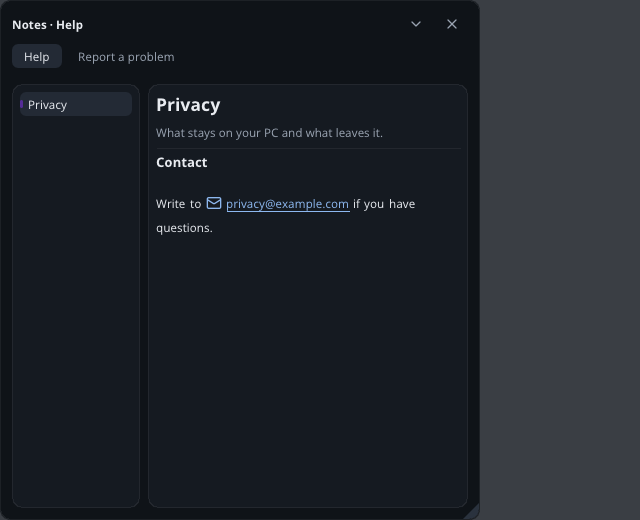 Notes · Help
Help
Report a problem
Privacy
Privacy
What stays on your PC and what leaves it.
Contact
Write to privacy@example.com if you have
questions.